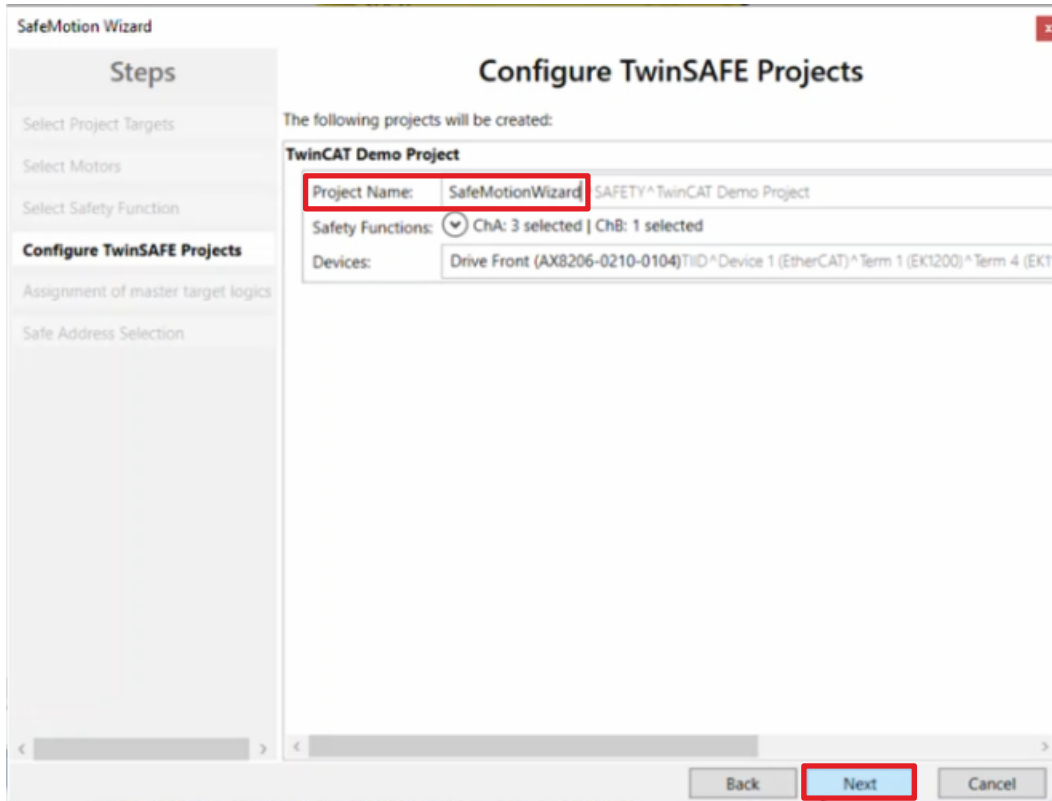 SafeMotion Wizard
x
Steps
Select Project Targets
Select Motors
Select Safety Function
Configure TwinSAFE Projects
Assignment of master target logics
Safe Address Selection
Configure TwinSAFE Projects
The following projects will be created:
TwinCAT Demo Project
Project Name: SafeMotionWizard SAFETY^TwinCAT Demo Project
Safety Functions: ChA: 3 selected | ChB: 1 selected
Devices: Drive Front (AX8206-0210-0104)TIID^Device 1 (EtherCAT)^Term 1 (EK1200)^Term 4 (EK1
Back Next Cancel